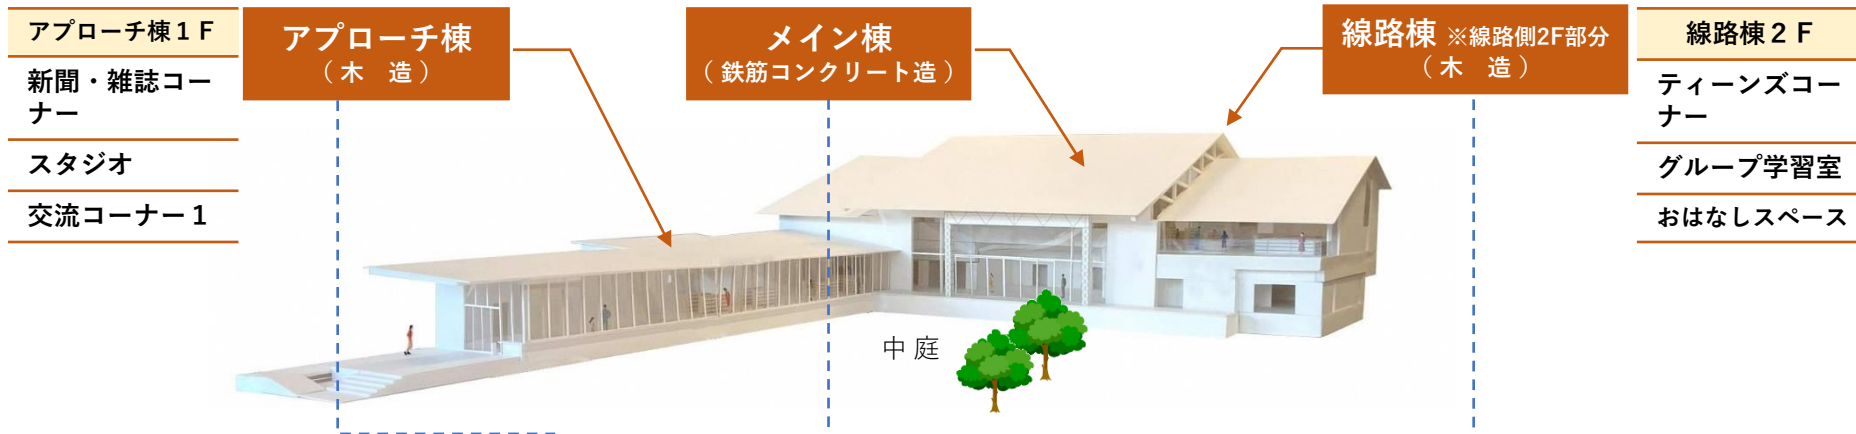 アプローチ棟１Ｆ
新聞・雑誌コー
ナー
スタジオ
交流コーナー１
アプローチ棟
（ 木　造 ）
メイン棟
（ 鉄筋コンクリート造 ）
線路棟 ※線路側2F部分
（ 木　造 ）
線路棟２Ｆ
ティーンズコー
ナー
グループ学習室
おはなしスペース
中 庭